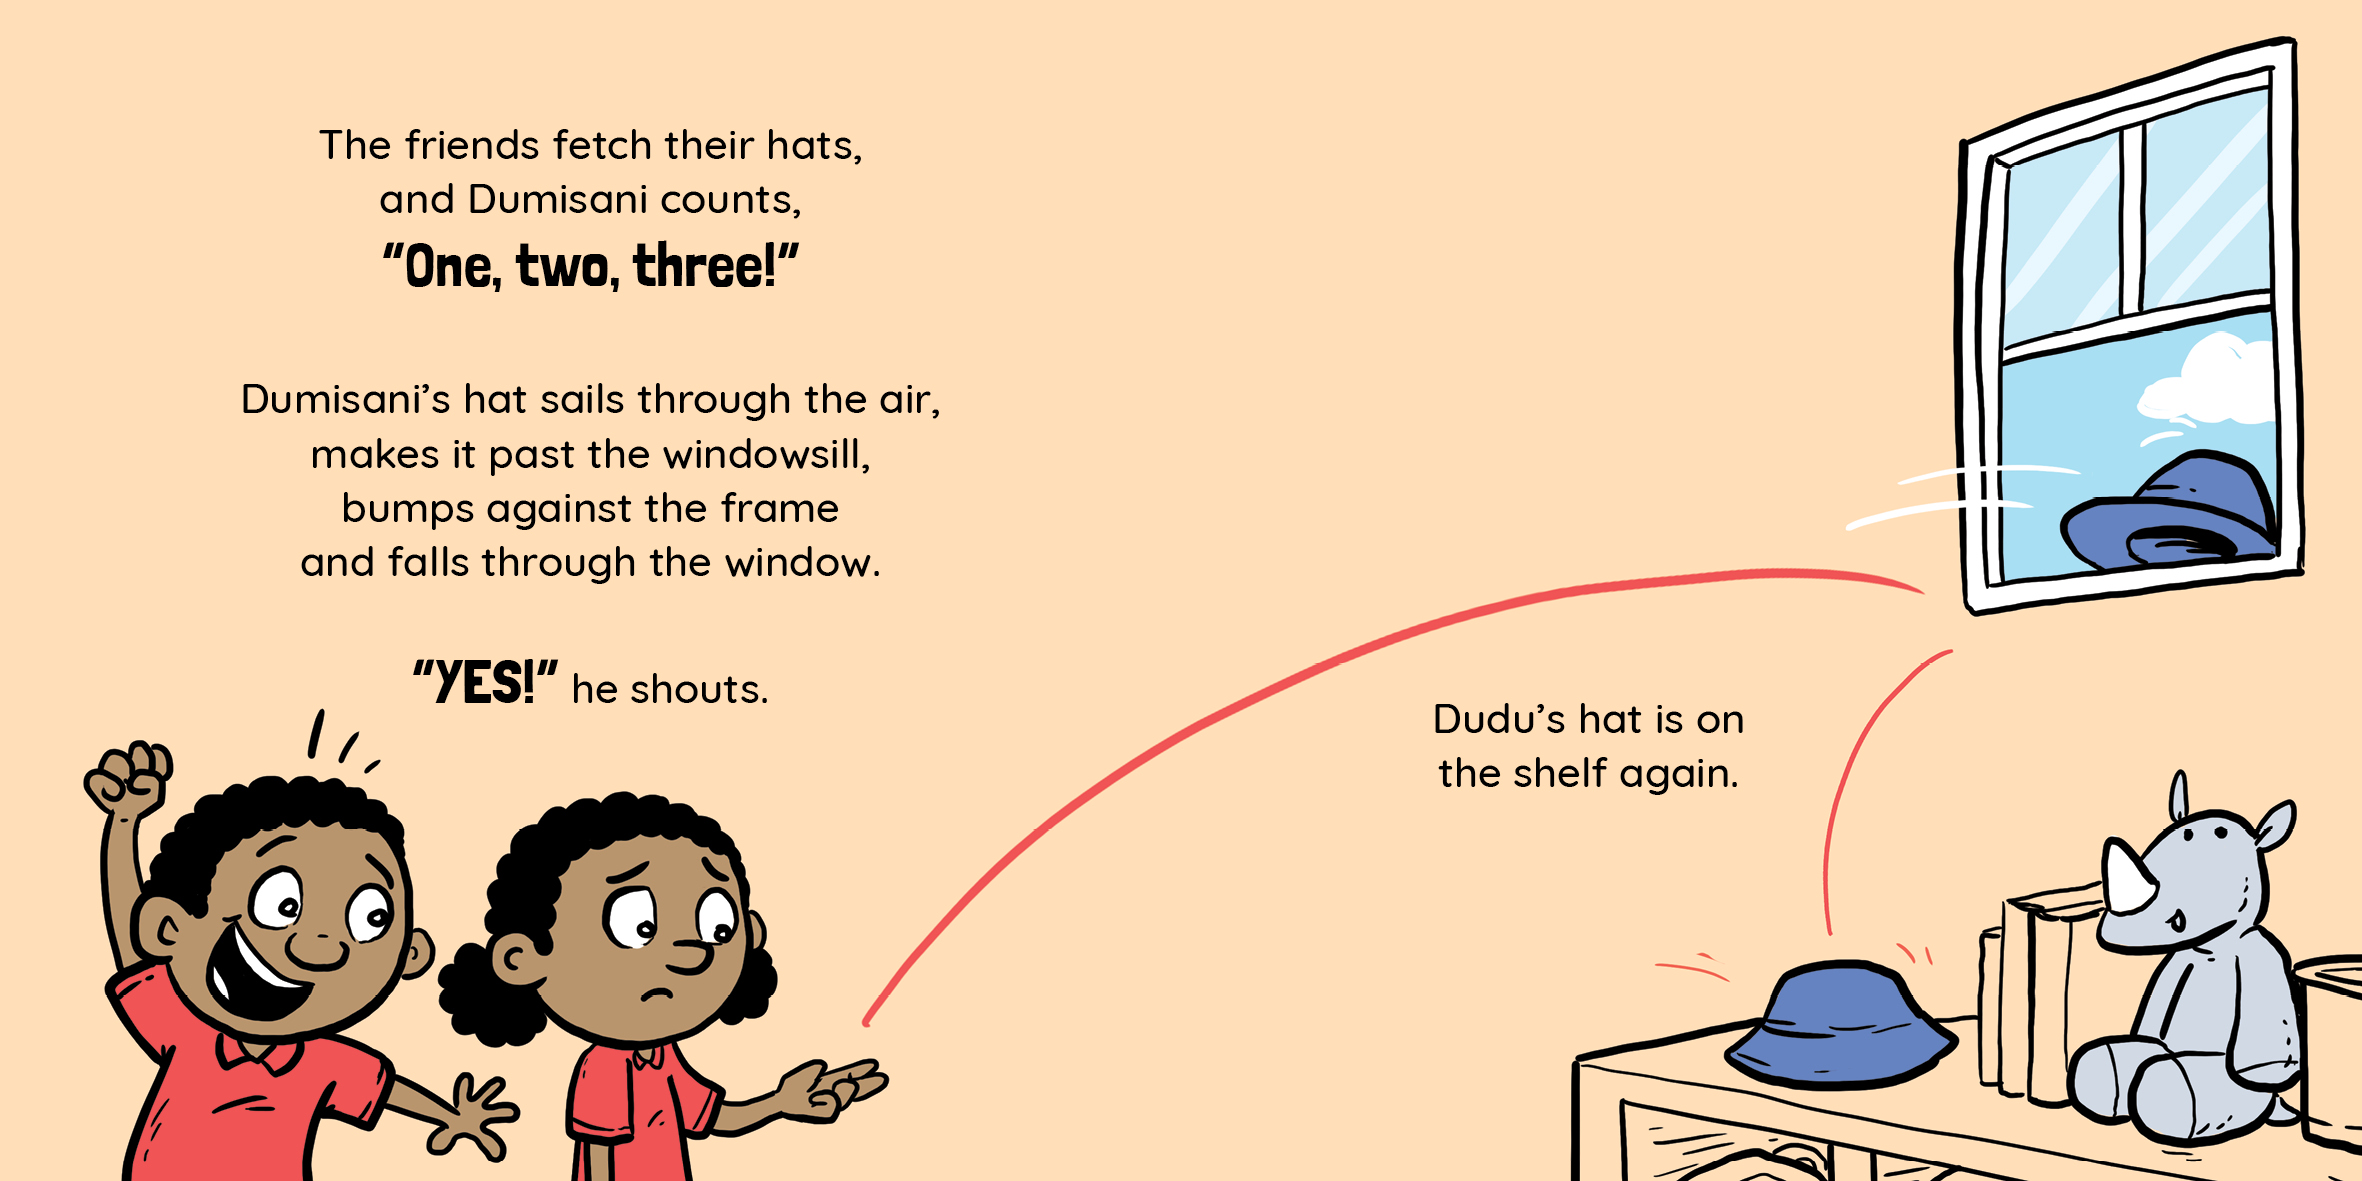 The friends fetch their hats,
and Dumisani counts,
“One, two, three!”
Dumisani’s hat sails through the air,
makes it past the windowsill,
bumps against the frame
and falls through the window.
“YES!” he shouts.
Dudu’s hat is on
the shelf again.